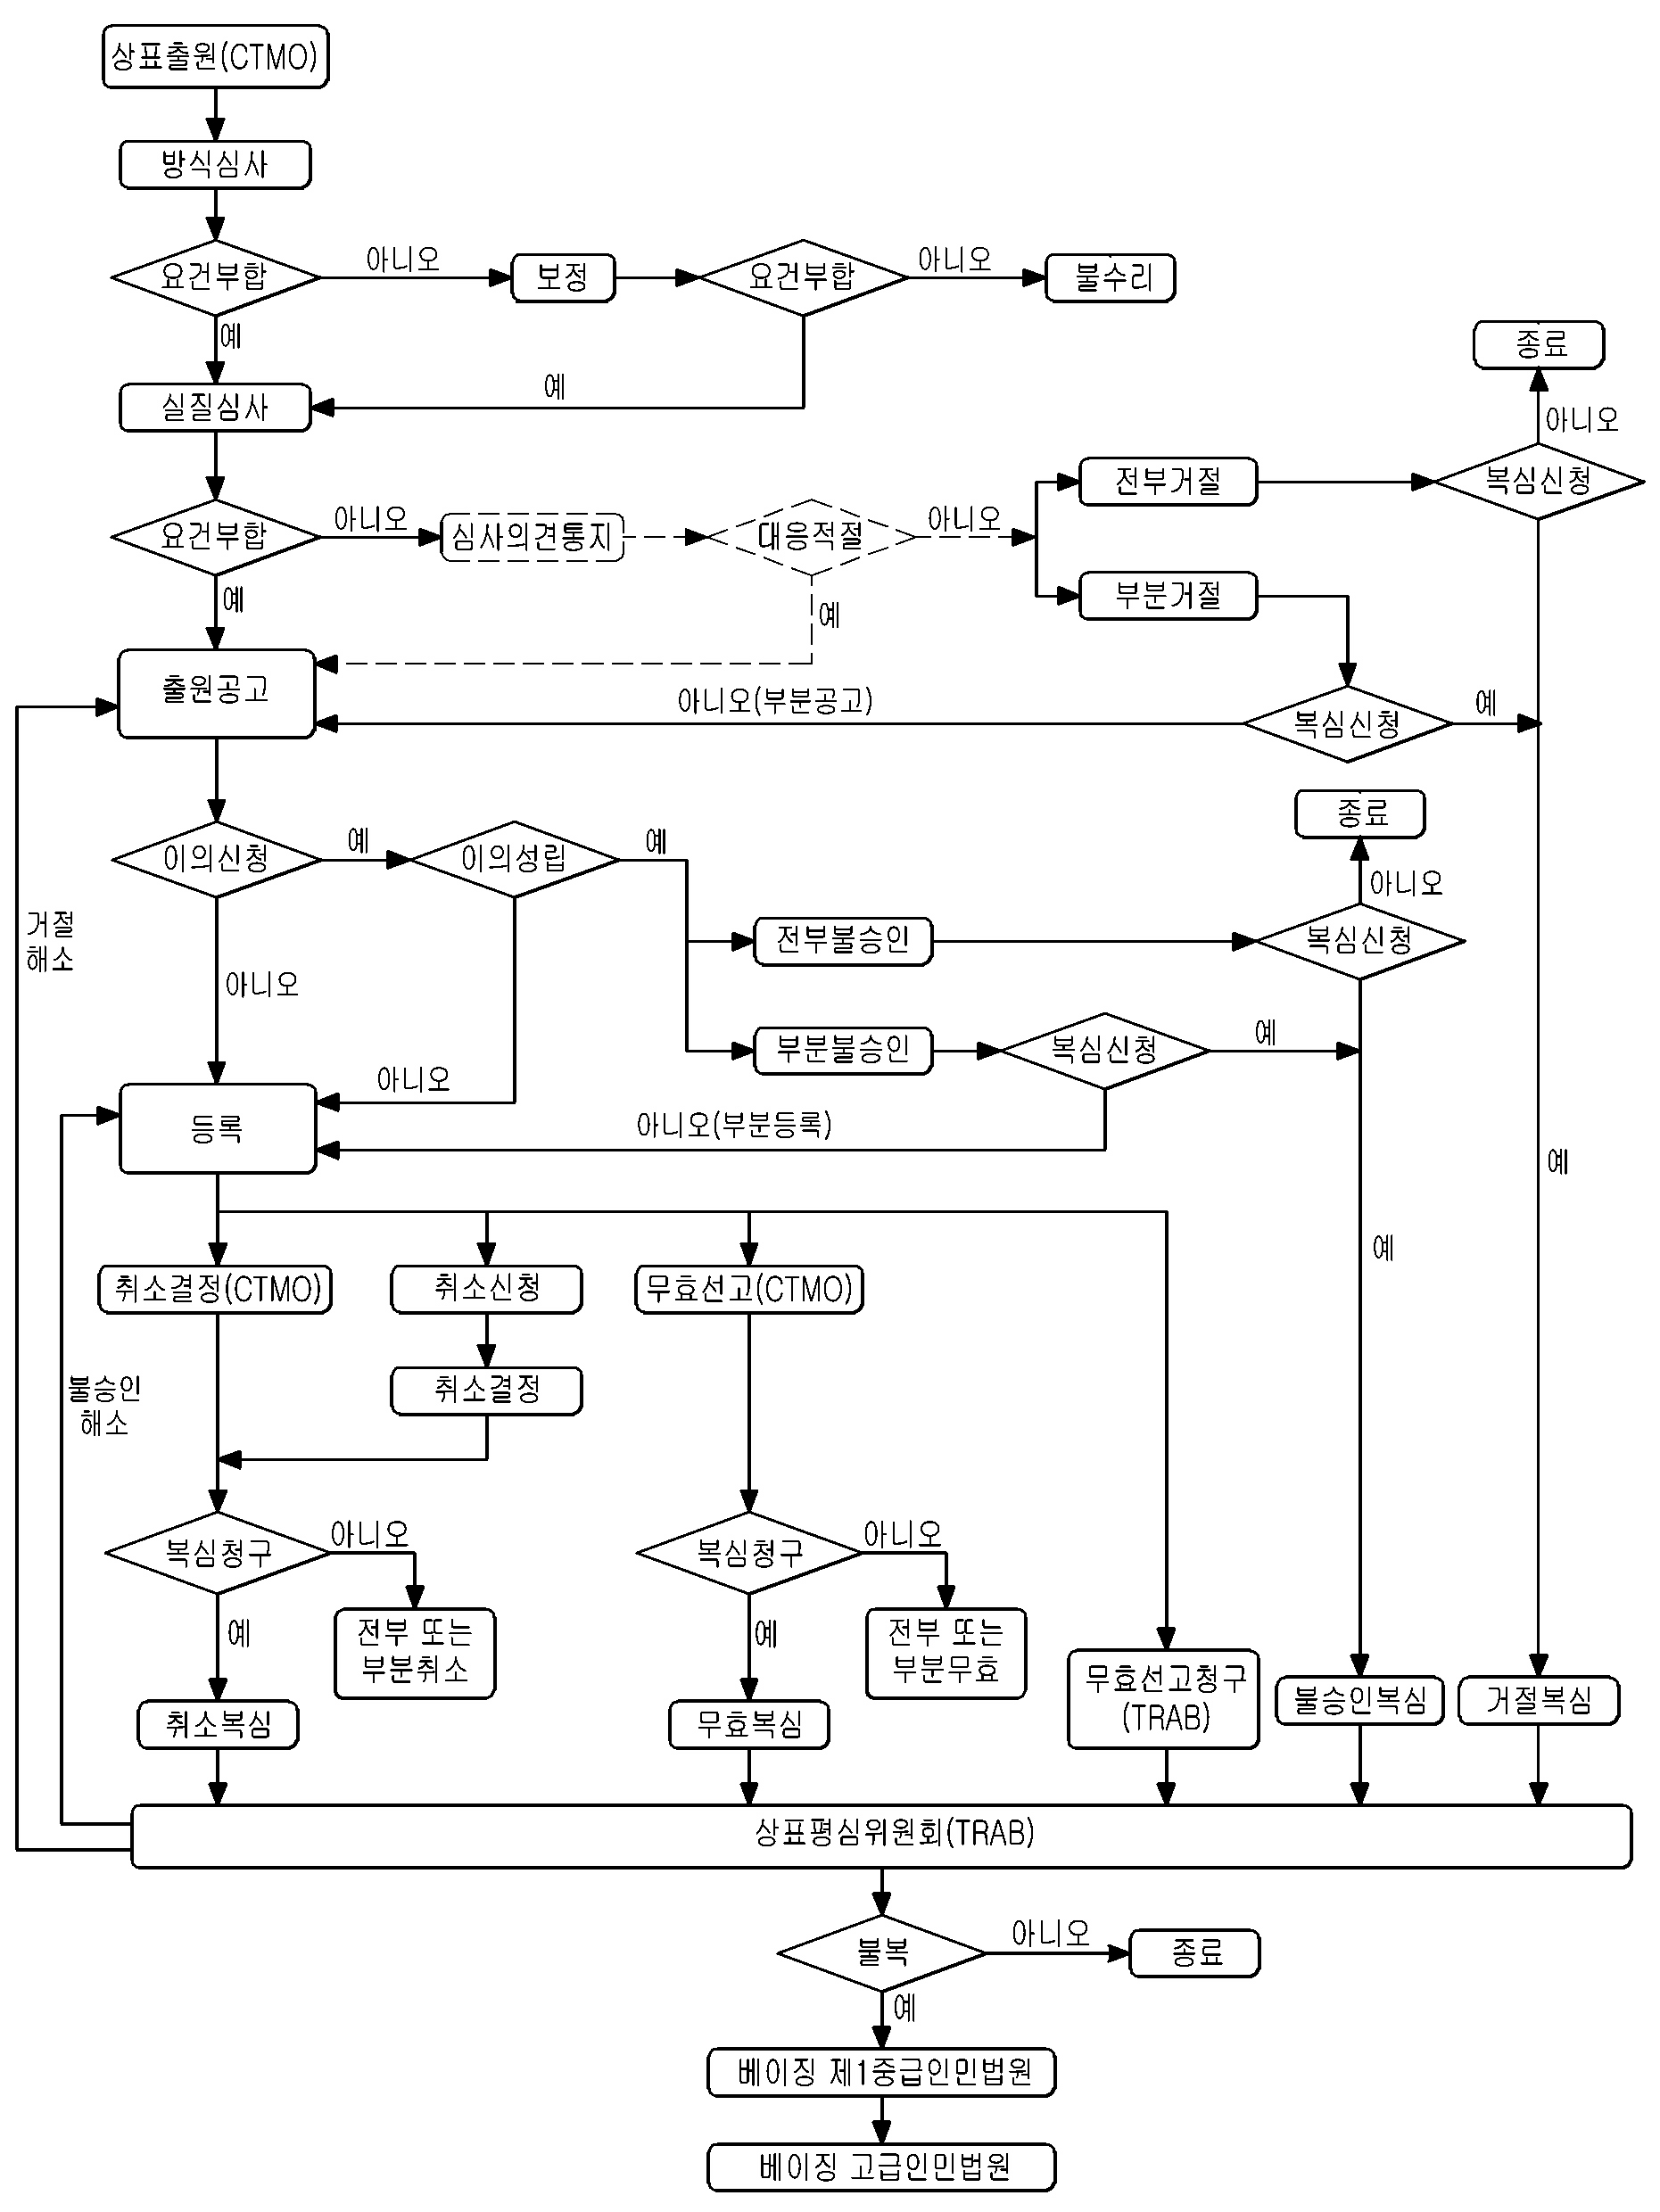 상표출원(CTMO)
방식심사
요건부합
아니오
보정
요건부합
아니오
불수리
예
예
실질심사
종료
아니오
복심신청
전부거절
요건부합
아니오
심사의견통지
대응적절
아니오
부분거절
예
예
출원공고
아니오(부분공고)
복심신청
예
종료
아니오
이의신청
예
이의성립
예
거절
해소
전부불승인
복심신청
아니오
부분불승인
복심신청
예
아니오
등록
아니오(부분등록)
예
예
취소결정(CTMO)
취소신청
무효선고(CTMO)
불승인
해소
취소결정
복심청구
아니오
복심청구
아니오
예
전부 또는
부분취소
예
전부 또는
부분무효
무효선고청구
(TRAB)
불승인복심
거절복심
취소복심
무효복심
상표평심위원회(TRAB)
불복
아니오
종료
예
베이징 제1중급인민법원
베이징 고급인민법원